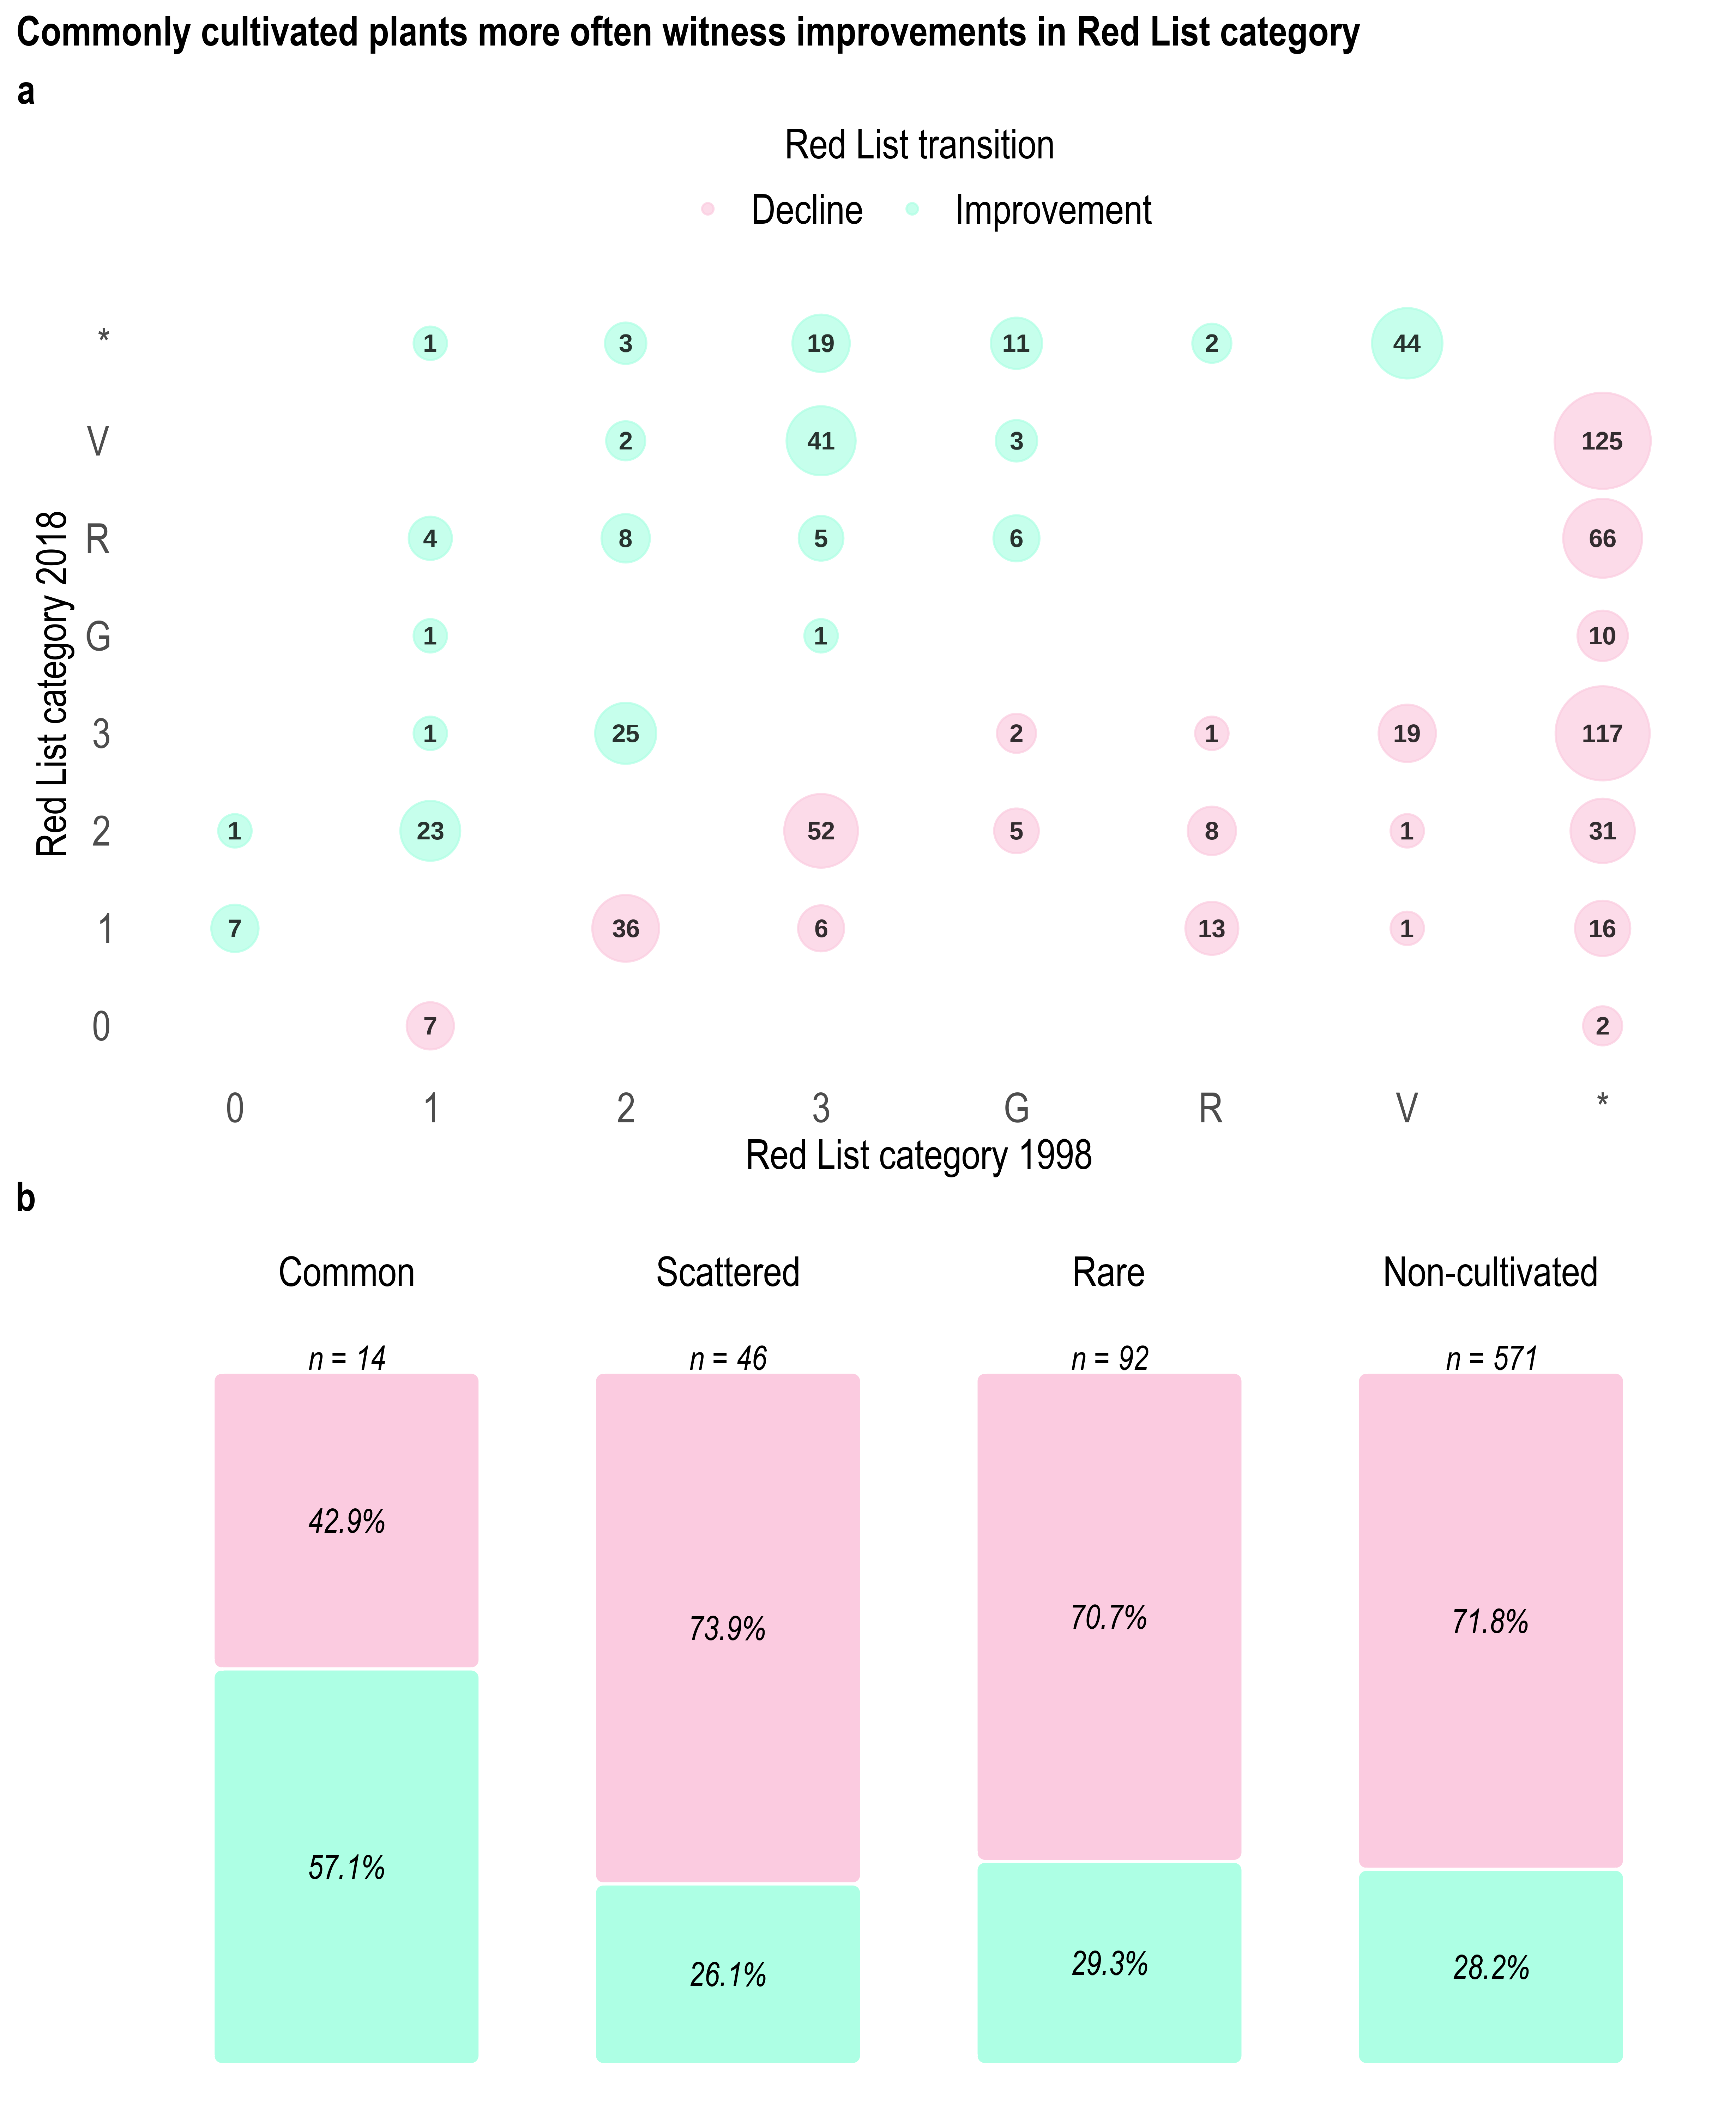 Commonly cultivated plants more often witness improvements in Red List category
a
Red List transition
Decline Improvement
Red List category 2018
* 1 3 19 11 2 44
V 2 41 3 125
R 4 8 5 6 66
G 1 1 10
3 1 25 2 1 19 117
2 1 23 52 5 8 1 31
1 7 36 6 13 1 16
0 7 2
0 1 2 3 G R V *
Red List category 1998
b
Common Scattered Rare Non-cultivated
n = 14 n = 46 n = 92 n = 571
42.9% 73.9% 70.7% 71.8%
57.1% 26.1% 29.3% 28.2%